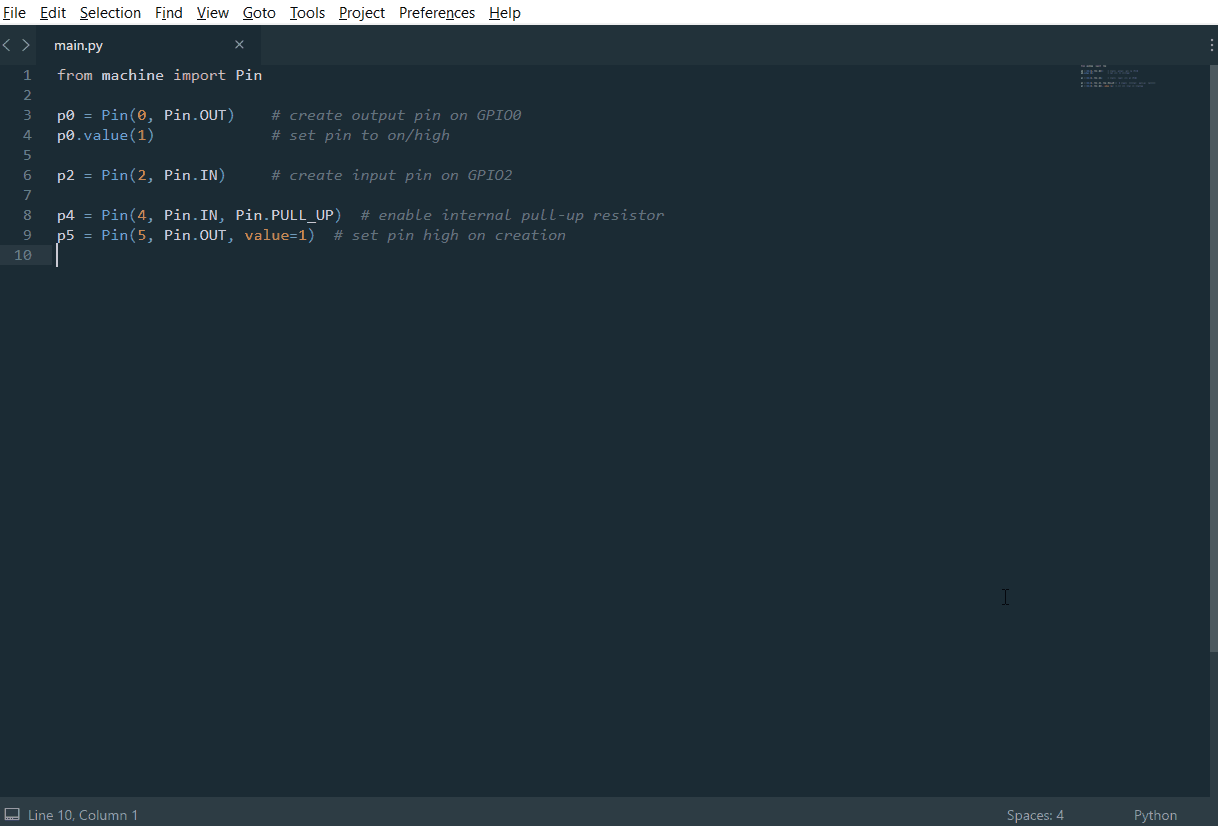 File Edit Selection Find View Goto Tools Project Preferences Help
main.py
1 from machine import Pin
2
3 p0 = Pin(0, Pin.OUT)    # create output pin on GPIO0
4 p0.value(1)             # set pin to on/high
5
6 p2 = Pin(2, Pin.IN)     # create input pin on GPIO2
7
8 p4 = Pin(4, Pin.IN, Pin.PULL_UP)  # enable internal pull-up resistor
9 p5 = Pin(5, Pin.OUT, value=1)  # set pin high on creation
10
Line 10, Column 1 Spaces: 4 Python